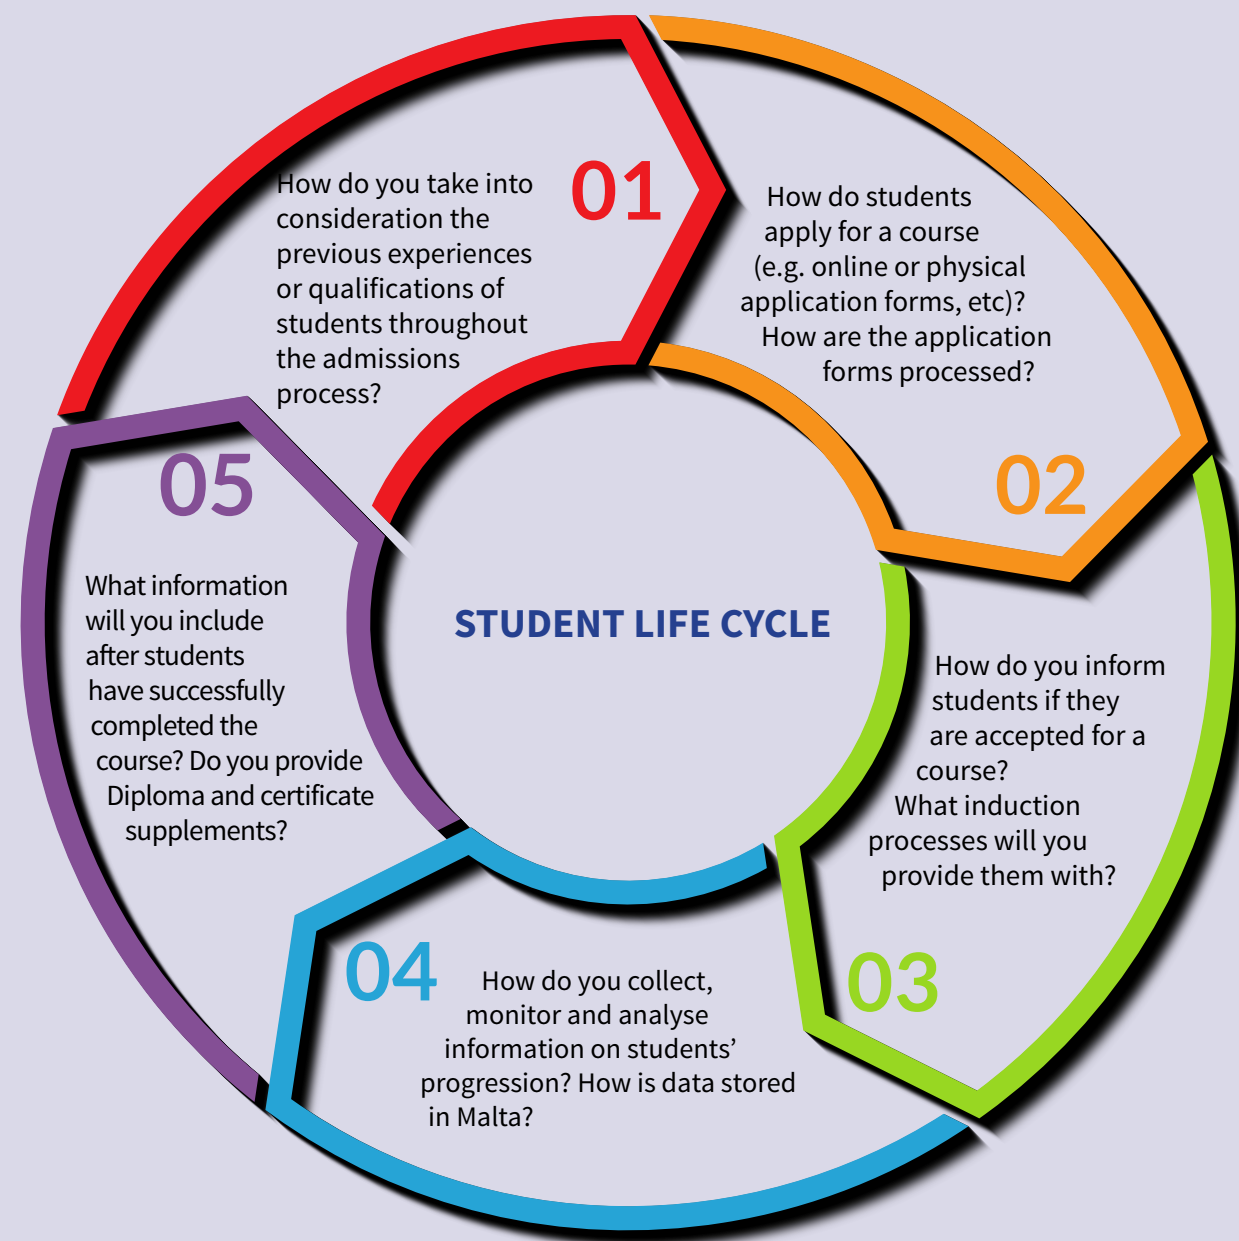 01
How do you take into
consideration the
previous experiences
or qualifications of
students throughout
the admissions
process?
How do students
apply for a course
(e.g. online or physical
application forms, etc)?
How are the application
forms processed?
02
How do you inform
students if they
are accepted for a
course?
What induction
processes will you
provide them with?
03
04
How do you collect,
monitor and analyse
information on students’
progression? How is data stored
in Malta?
05
What information
will you include
after students
have successfully
completed the
course? Do you provide
Diploma and certificate
supplements?
STUDENT LIFE CYCLE